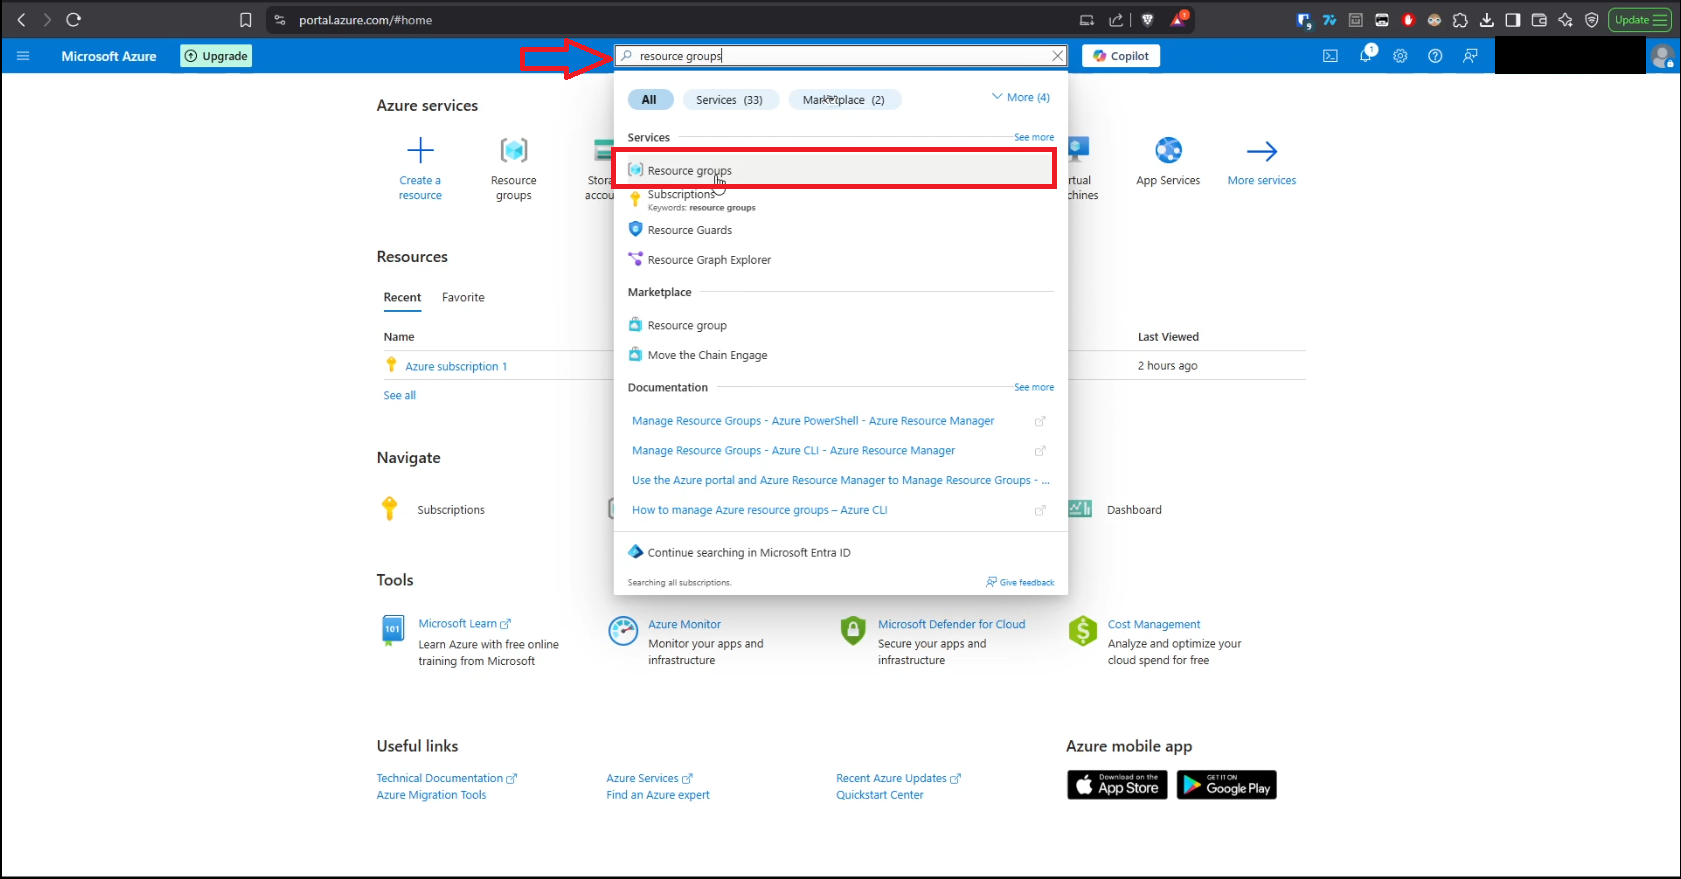 portal.azure.com/#home
Update
Microsoft Azure
Upgrade
resource groups
Copilot
1
Azure services
Create a
resource
Resource
groups
All
Services (33)
Marketplace (2)
More (4)
Services
See more
Resource groups
Subscriptions
Keywords: resource groups
Resource Guards
Resource Graph Explorer
Marketplace
Resource group
Move the Chain Engage
Documentation
See more
Manage Resource Groups - Azure PowerShell - Azure Resource Manager
Manage Resource Groups - Azure CLI - Azure Resource Manager
Use the Azure portal and Azure Resource Manager to Manage Resource Groups - ...
How to manage Azure resource groups – Azure CLI
Continue searching in Microsoft Entra ID
Searching all subscriptions.
Give feedback
App Services
More services
Resources
Recent
Favorite
Name
Last Viewed
Azure subscription 1
2 hours ago
See all
Navigate
Subscriptions
Dashboard
Tools
101
Microsoft Learn
Learn Azure with free online
training from Microsoft
Azure Monitor
Monitor your apps and
infrastructure
Microsoft Defender for Cloud
Secure your apps and
infrastructure
Cost Management
Analyze and optimize your
cloud spend for free
Useful links
Technical Documentation
Azure Migration Tools
Azure Services
Find an Azure expert
Recent Azure Updates
Quickstart Center
Azure mobile app
Download on the
App Store
GET IT ON
Google Play